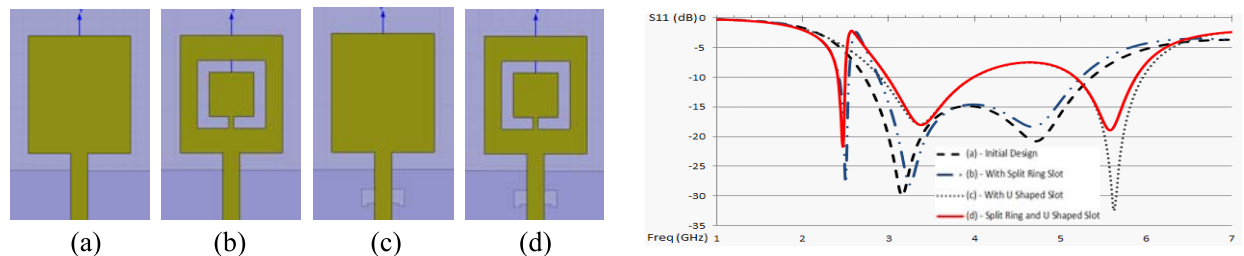 (a)
(b)
(c)
(d)
S11 (dB) 0
-5
-10
-15
-20
-25
-30
-35
(a) - Initial Design
(b) - With Split Ring Slot
(c) - With U Shaped Slot
(d) - Split Ring and U Shaped Slot
Freq (GHz) 1 2 3 4 5 6 7